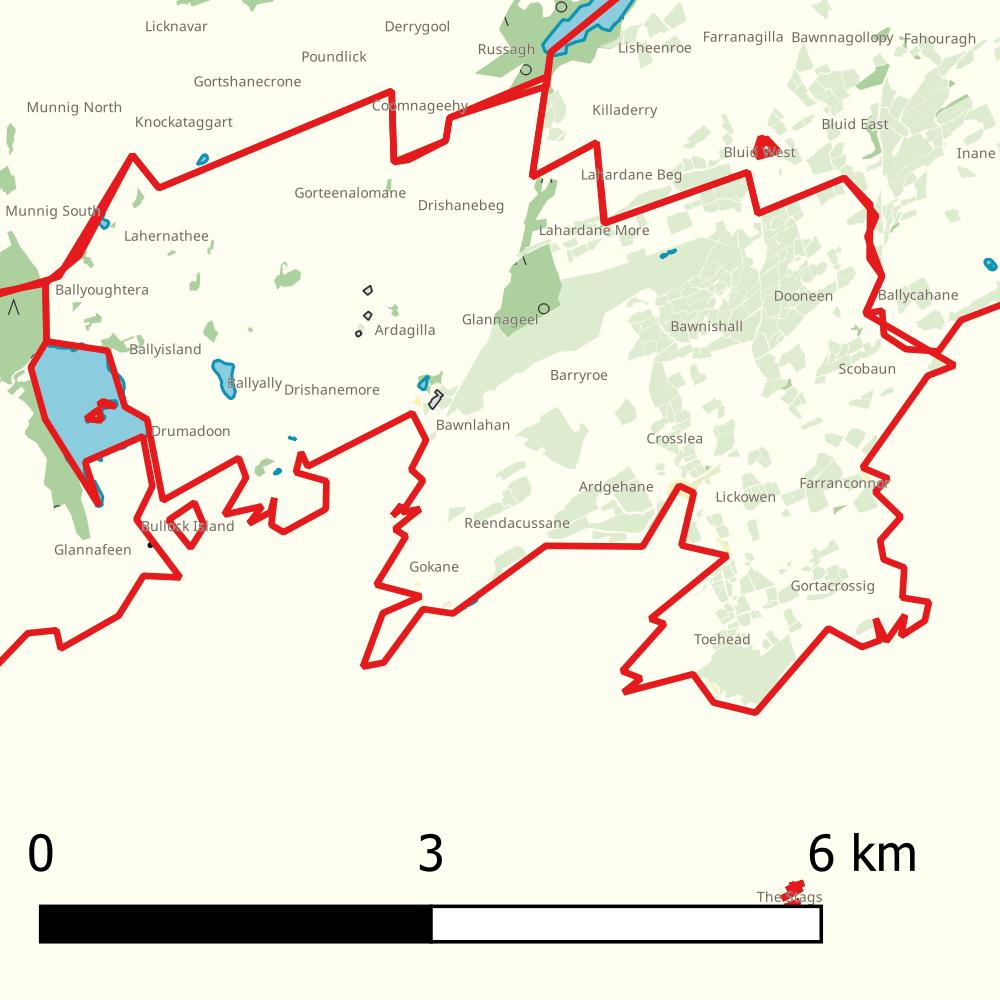 Licknavar
Derrygool
Farranagilla
Bawnnagollopy
Fahouragh
Russagh
Lisheenroe
Poundlick
Gortshanecrone
Munnig North
Coomnageehy
Killaderry
Knockataggart
Bluid East
Bluid West
Inane
Lahardane Beg
Gorteenalomane
Drishanebeg
Munnig South
Lahernathee
Lahardane More
Ballyoughtera
Dooneen
Ballycahane
Glannageel
Ardagilla
Bawnishall
Ballyisland
Scobaun
Barryroe
Ballyally
Drishanemore
Bawnlahan
Drumadoon
Crosslea
Ardgehane
Lickowen
Farranconnor
Bullock Island
Reendacussane
Glannafeen
Gokane
Gortacrossig
Toehead
0 3 6 km
The Stags